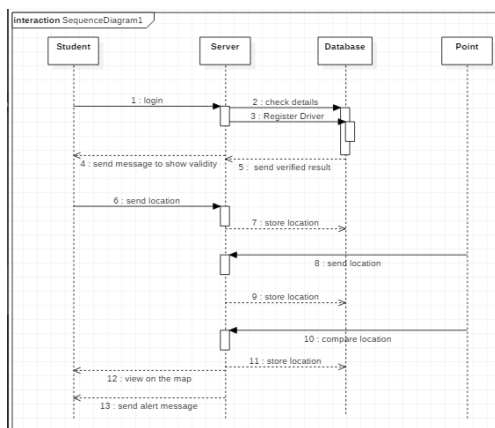 interaction SequenceDiagram1
Student
Server
Database
Point
1 : login
2 : check details
3 : Register Driver
4 : send message to show validity
5 : send verified result
6 : send location
7 : store location
8 : send location
9 : store location
10 : compare location
11 : store location
12 : view on the map
13 : send alert message